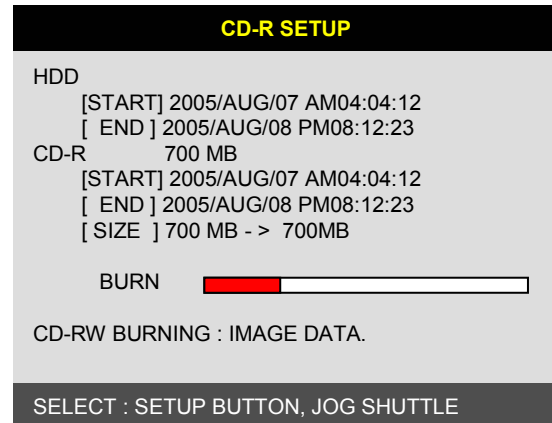 CD-R SETUP
HDD
[START] 2005/AUG/07 AM04:04:12
[ END ] 2005/AUG/08 PM08:12:23
CD-R 700 MB
[START] 2005/AUG/07 AM04:04:12
[ END ] 2005/AUG/08 PM08:12:23
[ SIZE ] 700 MB - > 700MB
BURN
CD-RW BURNING : IMAGE DATA.
SELECT : SETUP BUTTON, JOG SHUTTLE